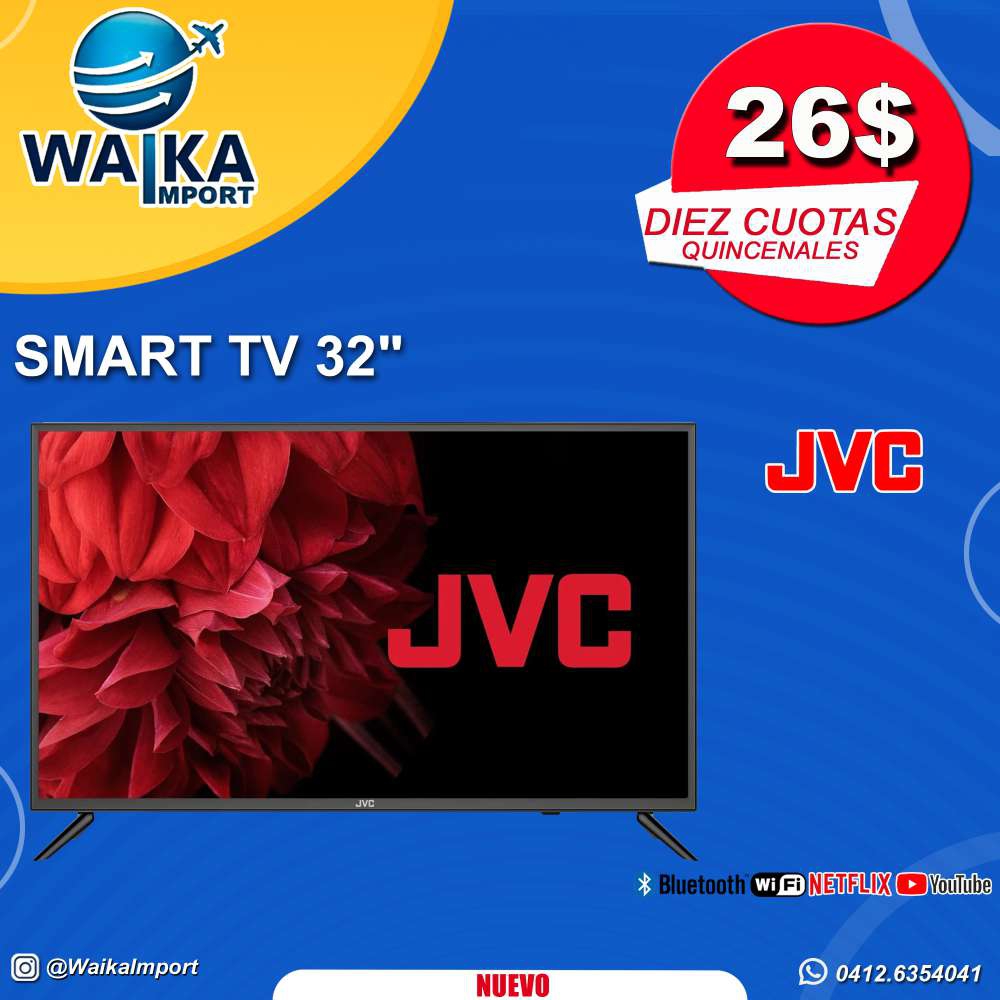 WAIKA
IMPORT
26$
DIEZ CUOTAS
QUINCENALES
SMART TV 32"
JVC
JVC
JVC
Bluetooth WiFi NETFLIX YouTube
@WaikaImport
NUEVO
0412.6354041